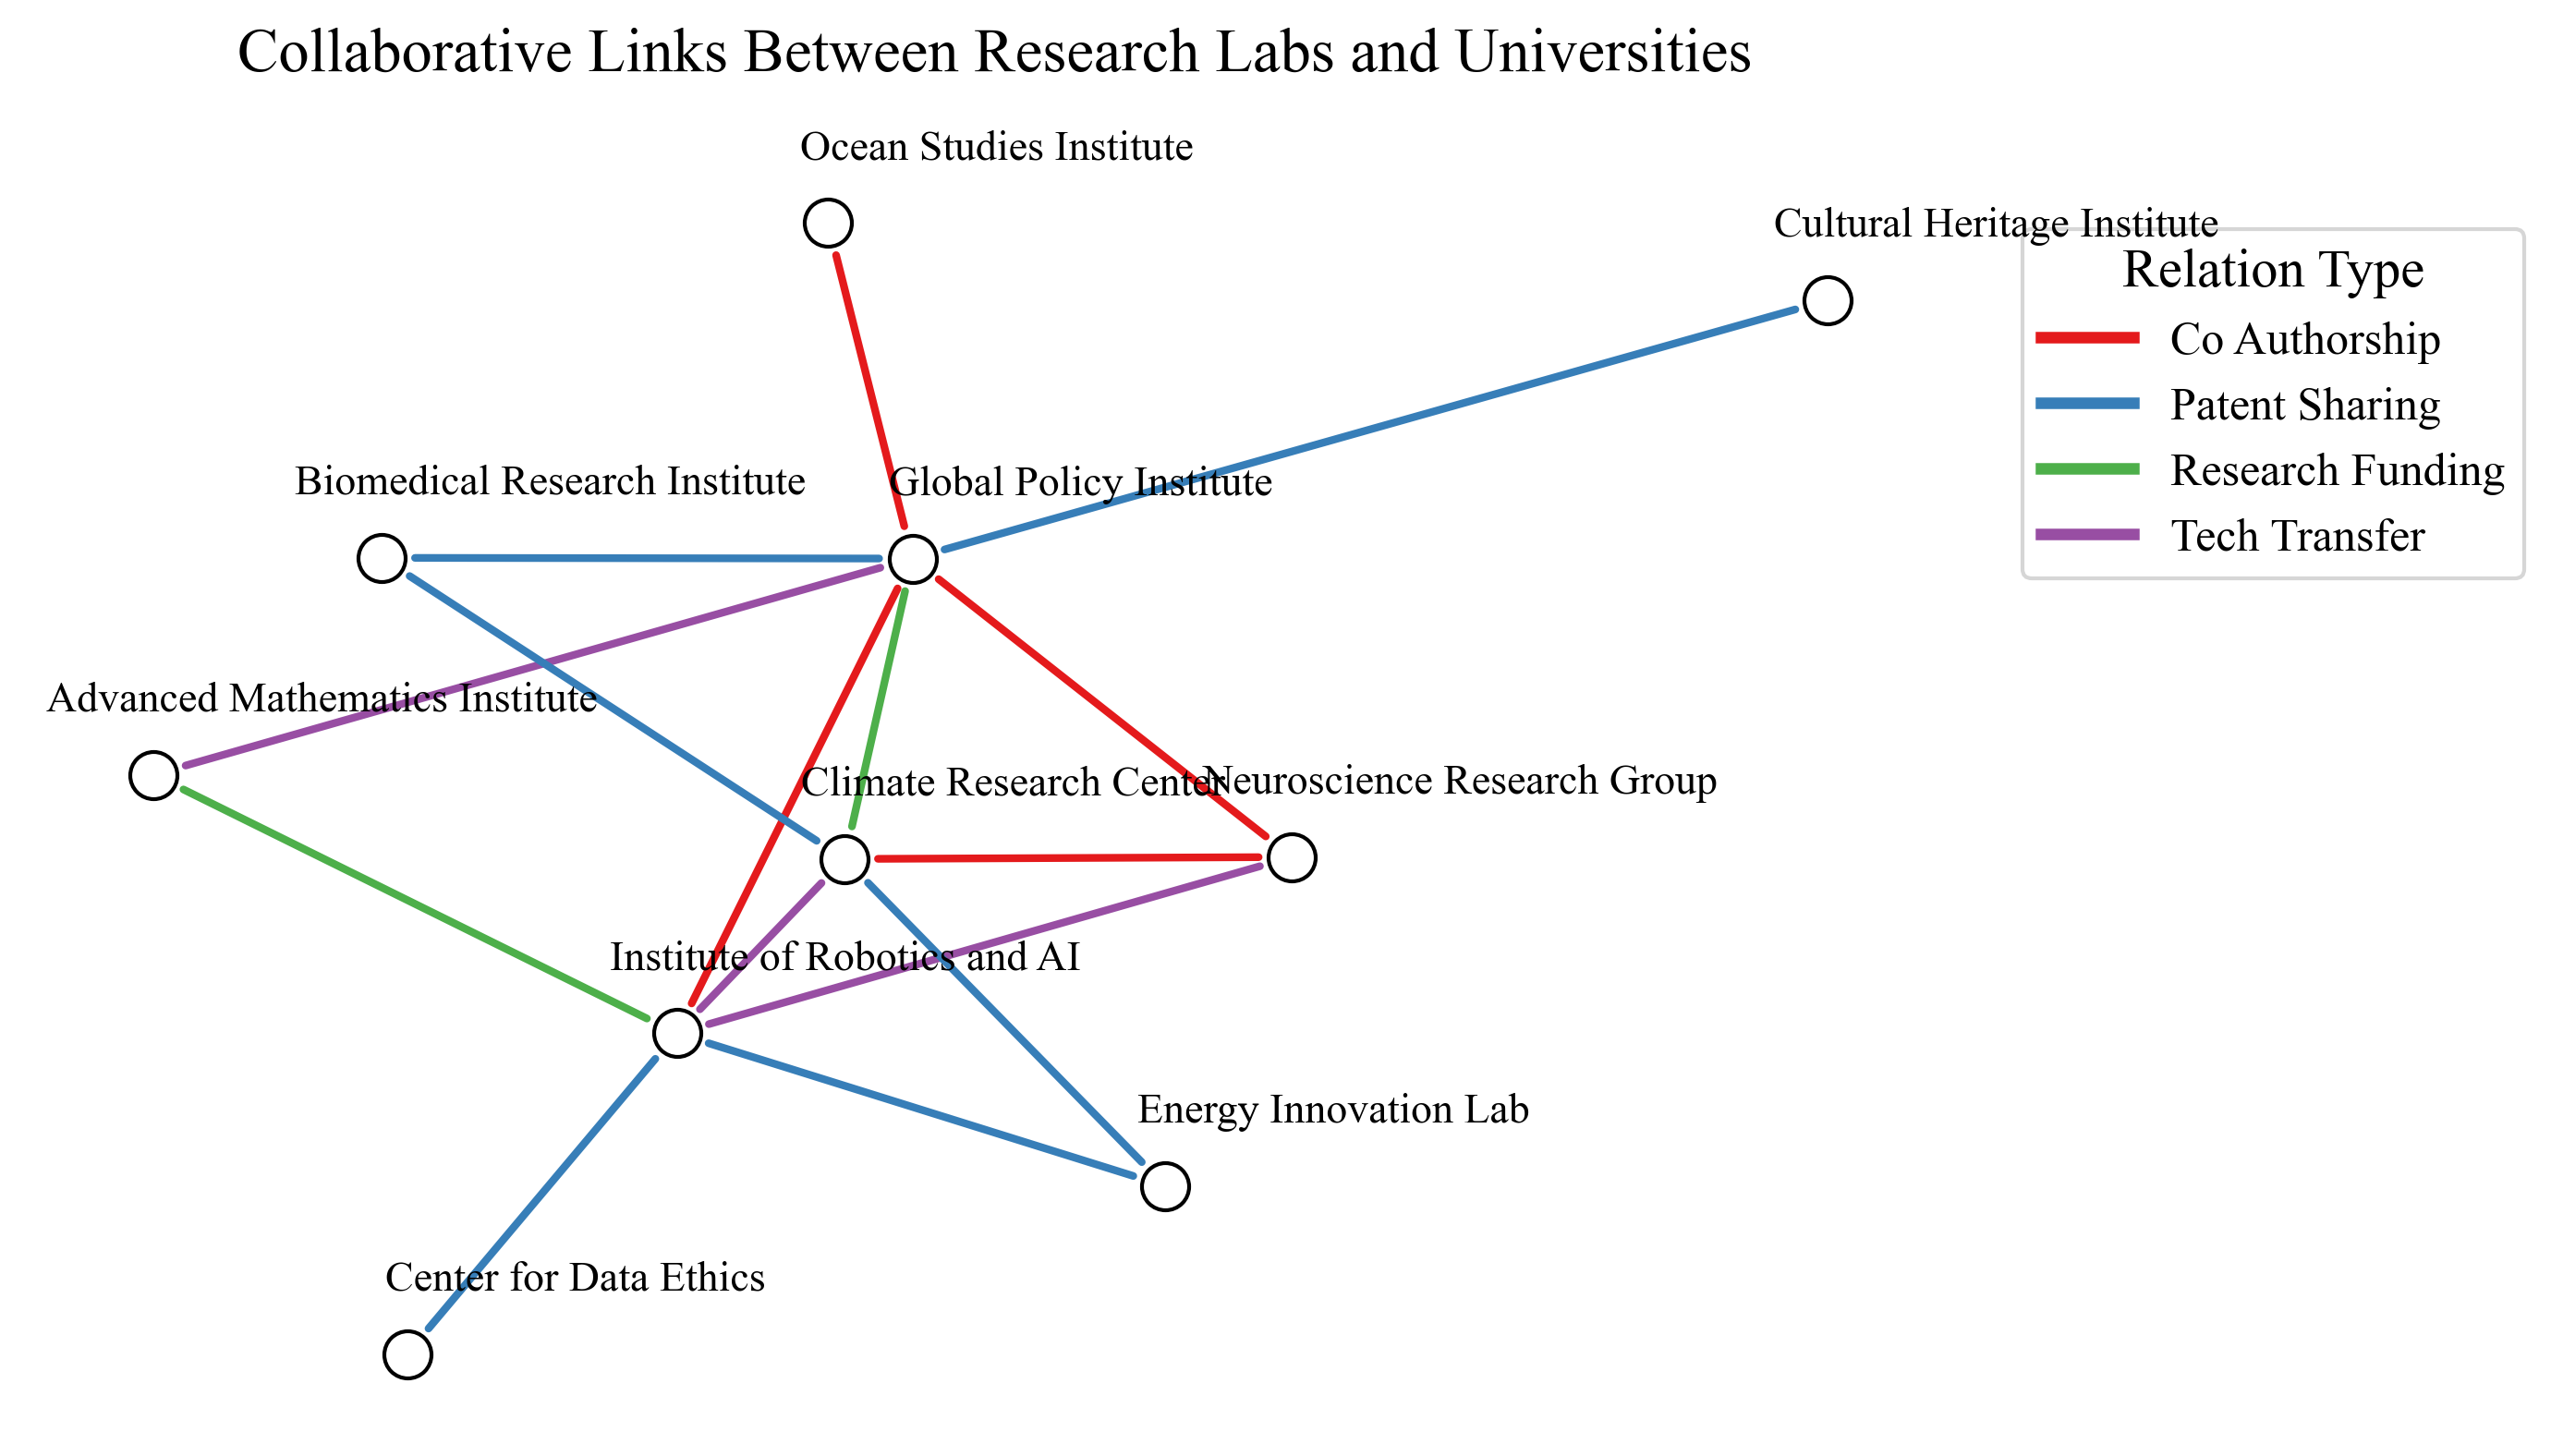 Collaborative Links Between Research Labs and Universities
Ocean Studies Institute
Cultural Heritage Institute
Relation Type
Co Authorship
Patent Sharing
Research Funding
Tech Transfer
Biomedical Research Institute
Global Policy Institute
Advanced Mathematics Institute
Climate Research Center
Neuroscience Research Group
Institute of Robotics and AI
Energy Innovation Lab
Center for Data Ethics